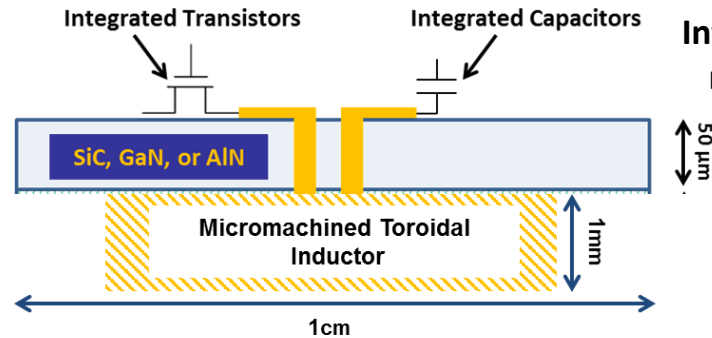 Integrated Transistors
Integrated Capacitors
SiC, GaN, or AlN
50 µm
Micromachined Toroidal
Inductor
1mm
1cm